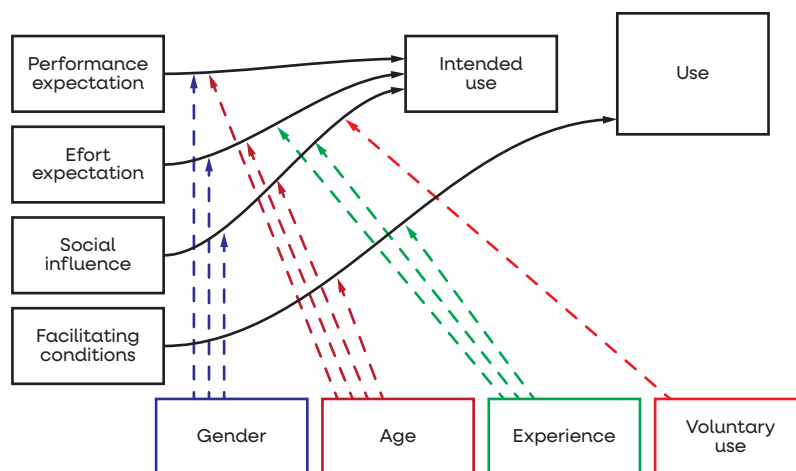 Performance
expectation
Intended
use
Use
Efort
expectation
Social
influence
Facilitating
conditions
Gender
Age
Experience
Voluntary
use